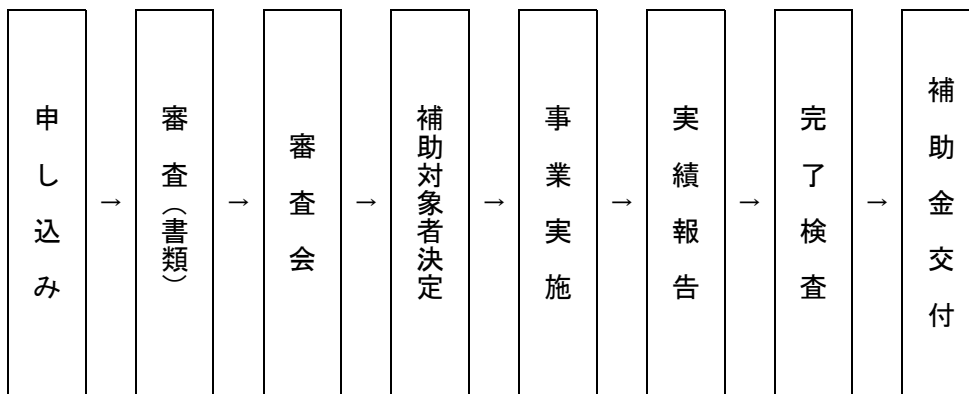 申し込み
→
審査（書類）
→
審査会
→
補助対象者決定
→
事業実施
→
実績報告
→
完了検査
→
補助金交付